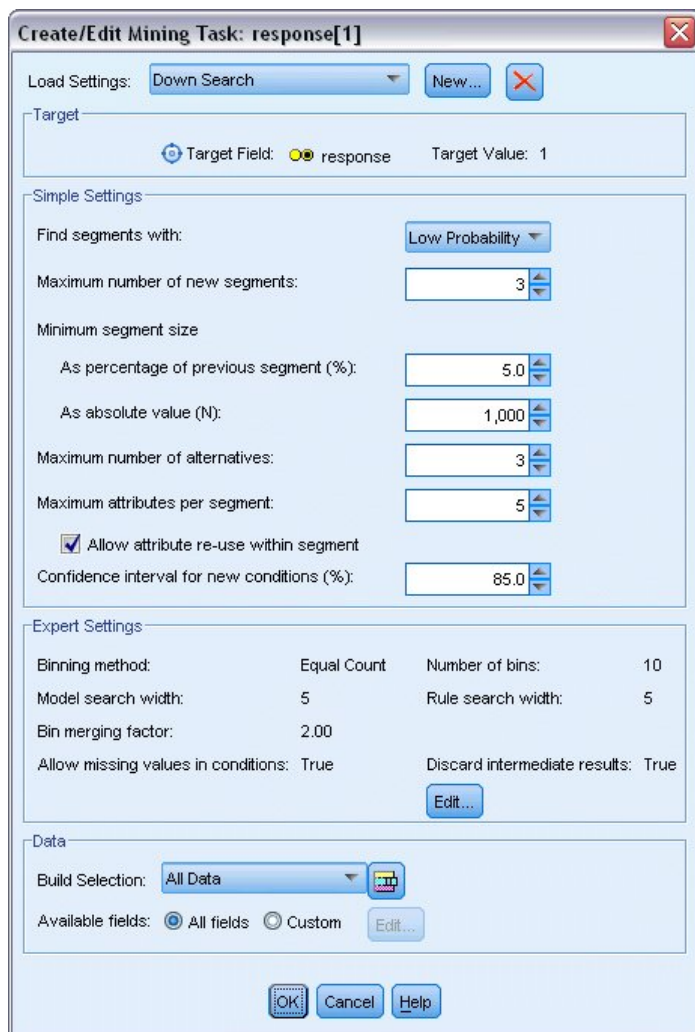 Create/Edit Mining Task: response[1]
Load Settings: Down Search New...
Target
Target Field: response Target Value: 1
Simple Settings
Find segments with: Low Probability
Maximum number of new segments: 3
Minimum segment size
As percentage of previous segment (%): 5.0
As absolute value (N): 1,000
Maximum number of alternatives: 3
Maximum attributes per segment: 5
Allow attribute re-use within segment
Confidence interval for new conditions (%): 85.0
Expert Settings
Binning method: Equal Count Number of bins: 10
Model search width: 5 Rule search width: 5
Bin merging factor: 2.00
Allow missing values in conditions: True Discard intermediate results: True
Edit...
Data
Build Selection: All Data
Available fields: All fields Custom Edit...
OK Cancel Help